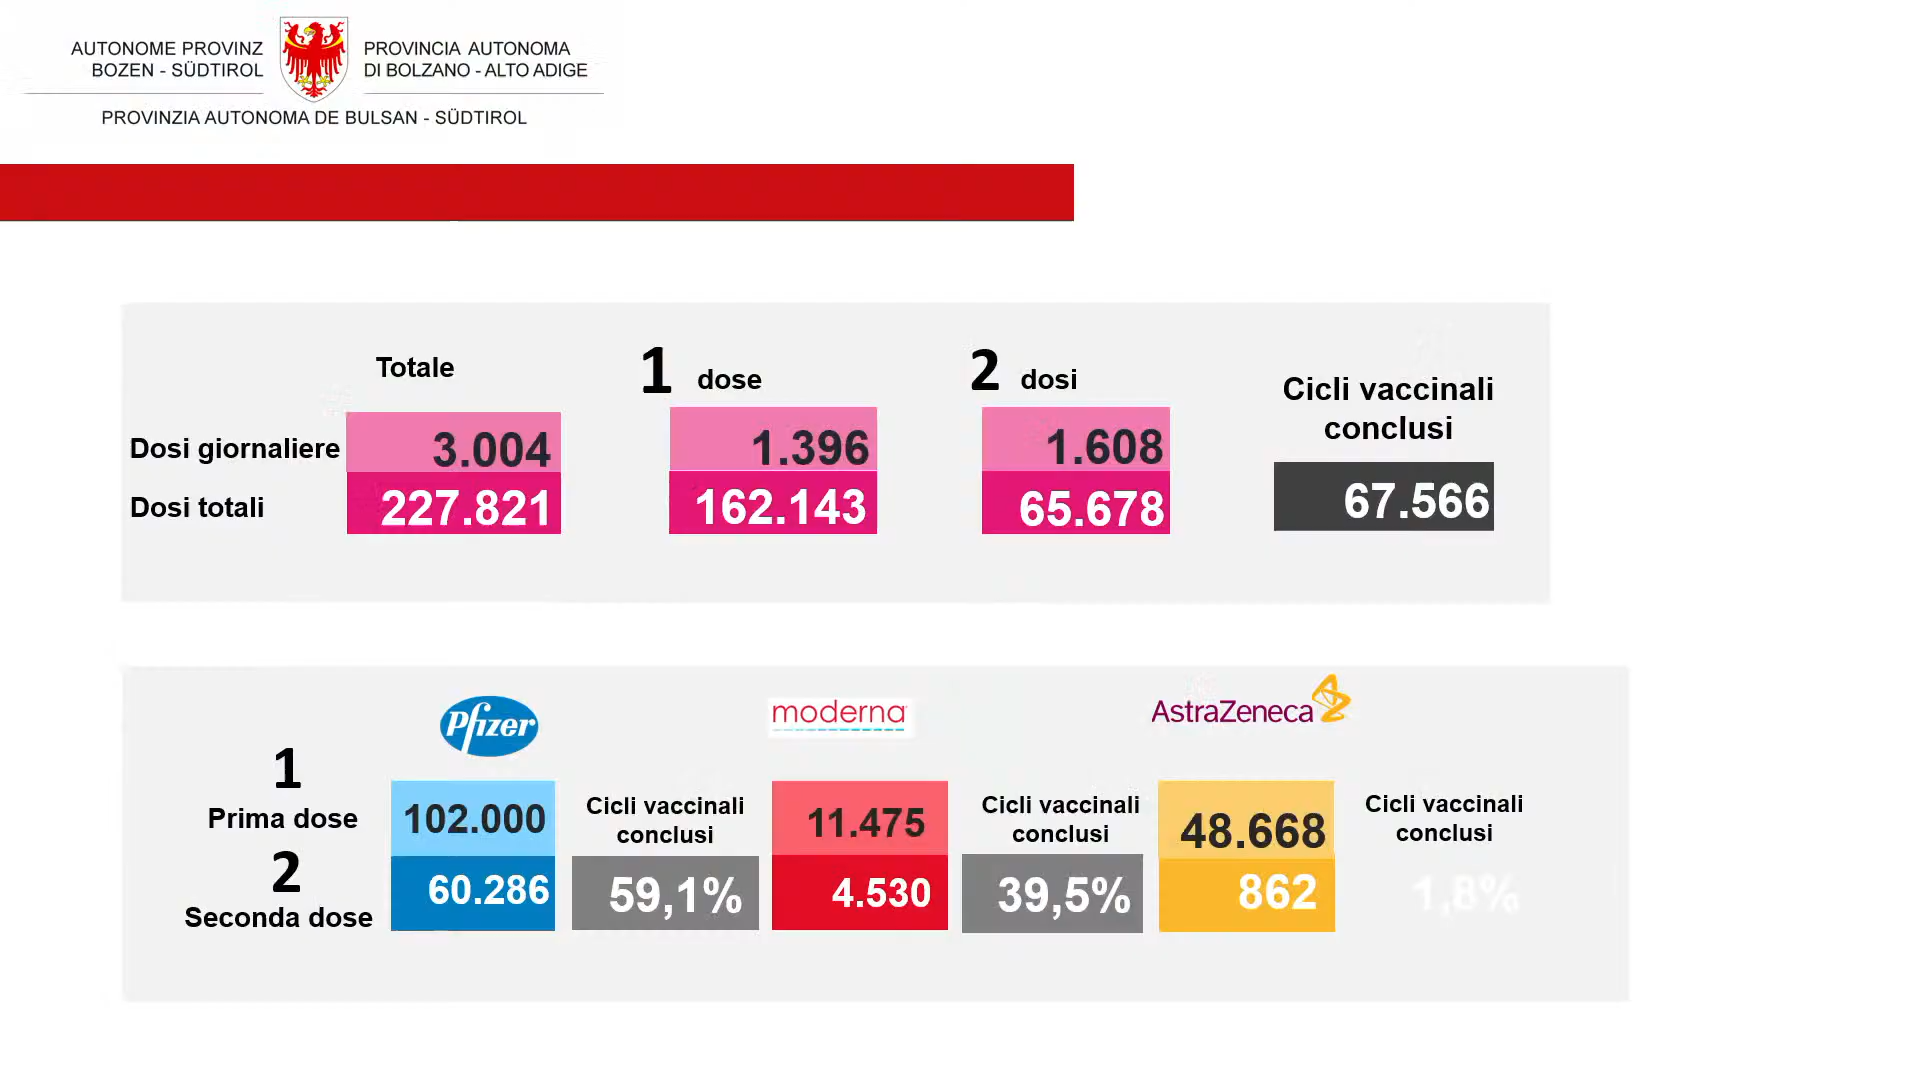 AUTONOME PROVINZ
BOZEN - SÜDTIROL
PROVINCIA AUTONOMA
DI BOLZANO - ALTO ADIGE
PROVINZIA AUTONOMA DE BULSAN - SÜDTIROL
Totale
1 dose
2 dosi
Cicli vaccinali
conclusi
Dosi giornaliere 3.004 1.396 1.608
Dosi totali 227.821 162.143 65.678
67.566
Pfizer
moderna
AstraZeneca
1
Prima dose
102.000
Cicli vaccinali
conclusi
11.475
Cicli vaccinali
conclusi
48.668
Cicli vaccinali
conclusi
2
Seconda dose
60.286
59,1%
4.530
39,5%
862
1,8%